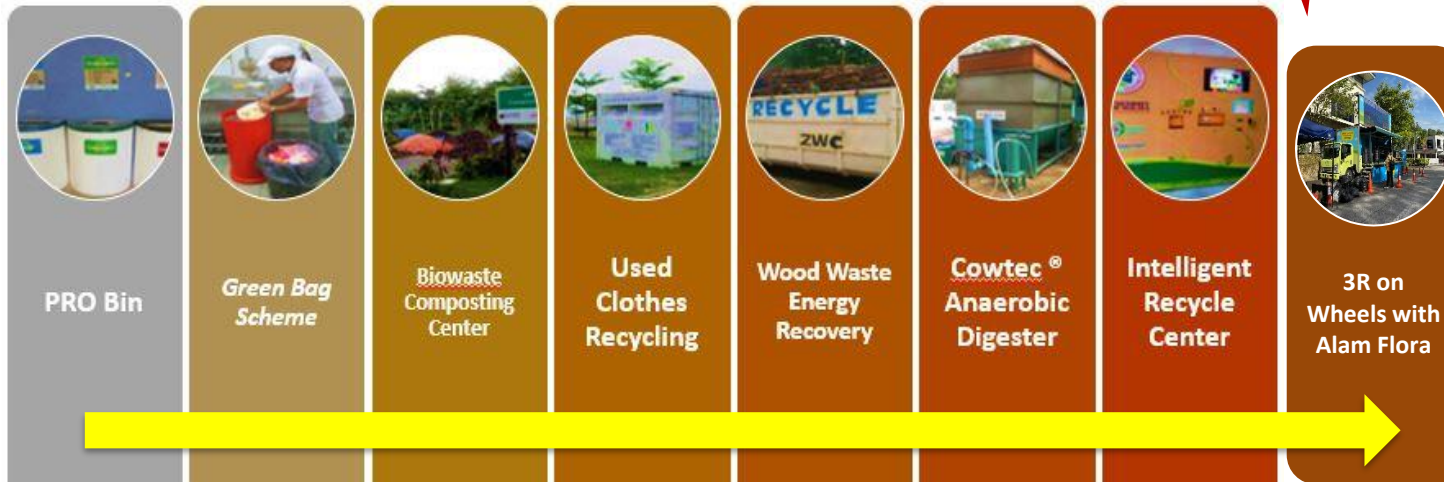 RECYCLE
ZWC
PRO Bin
Green Bag
Scheme
Biowaste
Composting
Center
Used
Clothes
Recycling
Wood Waste
Energy
Recovery
Cowtec ®
Anaerobic
Digester
Intelligent
Recycle
Center
3R on
Wheels with
Alam Flora